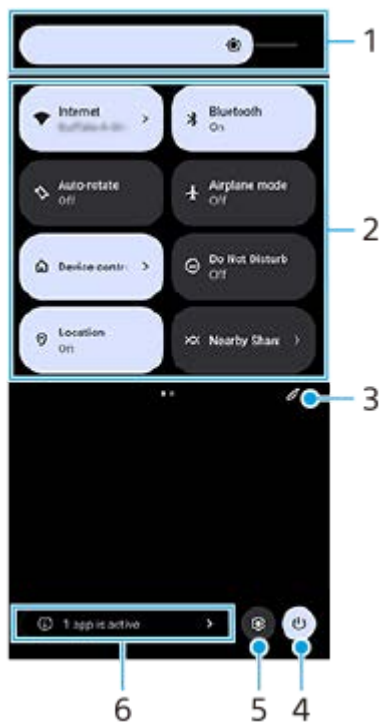 1
Internet
Bluetooth
On
Auto-rotate
Off
Airplane mode
Off
2
Device contr
Do Not Disturb
Off
Location
On
Nearby Share
3
1 app is active
6
5
4